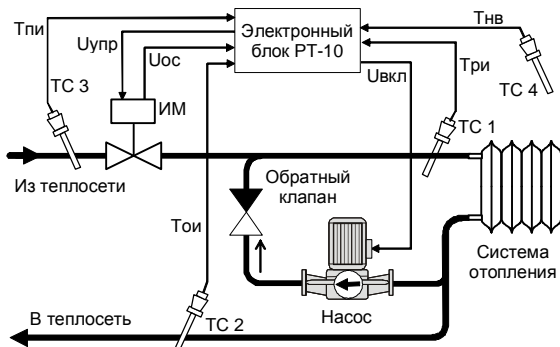 Тпи
Uупр
Uос
Электронный
блок РТ-10
Uвкл
Тнв
Три
ТС 3
ИМ
ТС 4
ТС 1
Из теплосети
Обратный
клапан
Тои
Система
отопления
В теплосеть
ТС 2
Насос